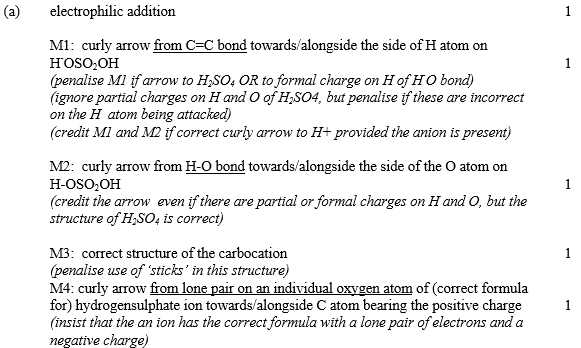 (a) electrophilic addition 1
M1: curly arrow from C=C bond towards/alongside the side of H atom on
HOSO₂OH 1
(penalise M1 if arrow to H₂SO₄ OR to formal charge on H of HO bond)
(ignore partial charges on H and O of H₂SO4, but penalise if these are incorrect
on the H atom being attacked)
(credit M1 and M2 if correct curly arrow to H+ provided the anion is present)
M2: curly arrow from H-O bond towards/alongside the side of the O atom on 1
H-OSO₂OH
(credit the arrow even if there are partial or formal charges on H and O, but the
structure of H₂SO₄ is correct)
M3: correct structure of the carbocation 1
(penalise use of ‘sticks’ in this structure)
M4: curly arrow from lone pair on an individual oxygen atom of (correct formula
for) hydrogensulphate ion towards/alongside C atom bearing the positive charge 1
(insist that the an ion has the correct formula with a lone pair of electrons and a
negative charge)